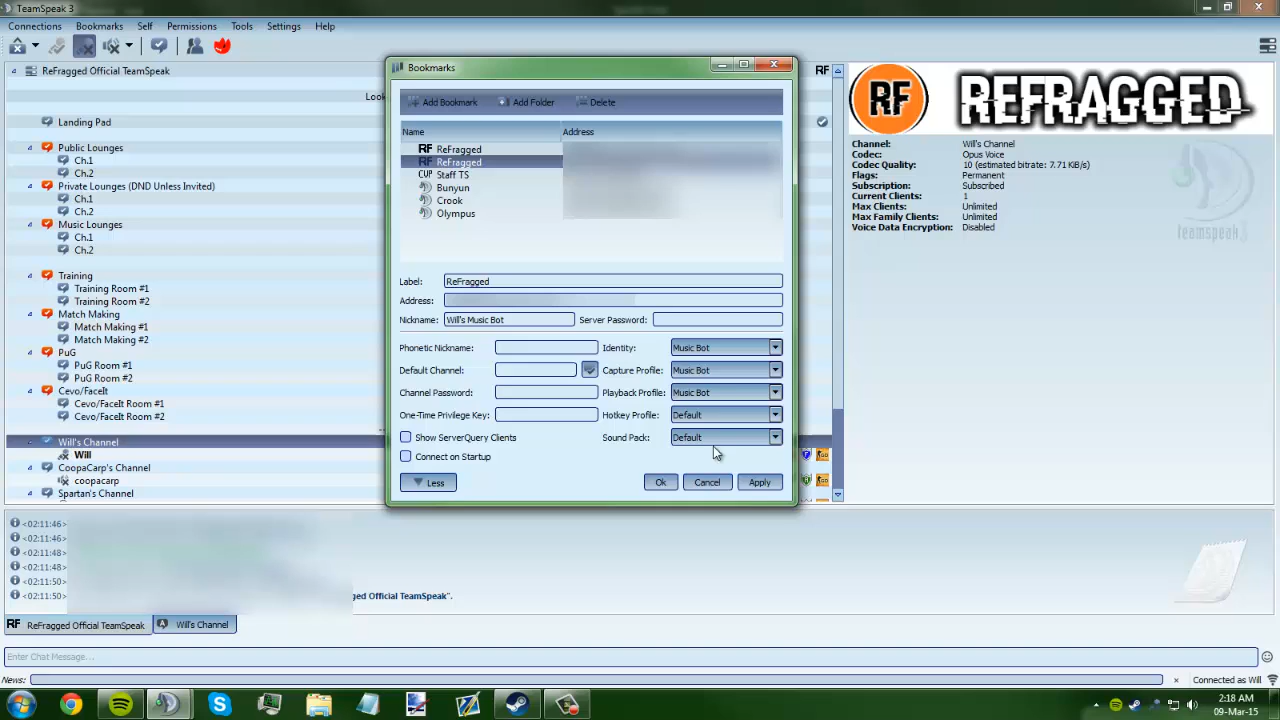 TeamSpeak 3
Connections Bookmarks Self Permissions Tools Settings Help
ReFragged Official TeamSpeak
RF
Look
Landing Pad
Public Lounges
Ch.1
Ch.2
Private Lounges (DND Unless Invited)
Ch.1
Ch.2
Music Lounges
Ch.1
Ch.2
Training
Training Room #1
Training Room #2
Match Making
Match Making #1
Match Making #2
PuG
PuG Room #1
PuG Room #2
Cevo/FaceIt
Cevo/FaceIt Room #1
Cevo/FaceIt Room #2
Will's Channel
Will
CoopaCarp's Channel
coopacarp
Spartan's Channel
Bookmarks
Add Bookmark Add Folder Delete
Name Address
RF ReFragged
RF ReFragged
CVP Staff TS
Bunyun
Crook
Olympus
Label: ReFragged
Address:
Nickname: Will's Music Bot Server Password:
Phonetic Nickname: Identity: Music Bot
Default Channel: Capture Profile: Music Bot
Channel Password: Playback Profile: Music Bot
One-Time Privilege Key: Hotkey Profile: Default
Show ServerQuery Clients Sound Pack: Default
Connect on Startup
Less Ok Cancel Apply
RF REFRAGGED
Channel: Will's Channel
Codec: Opus Voice
Codec Quality: 10 (estimated bitrate: 7.71 KiB/s)
Flags: Permanent
Subscription: Subscribed
Current Clients: 1
Max Clients: Unlimited
Max Family Clients: Unlimited
Voice Data Encryption: Disabled
teamspeak3
<02:11:46>
<02:11:46>
<02:11:48>
<02:11:48>
<02:11:50>
<02:11:50> ged Official TeamSpeak".
RF ReFragged Official TeamSpeak Will's Channel
Enter Chat Message...
News: Connected as Will
2:18 AM
09-Mar-15